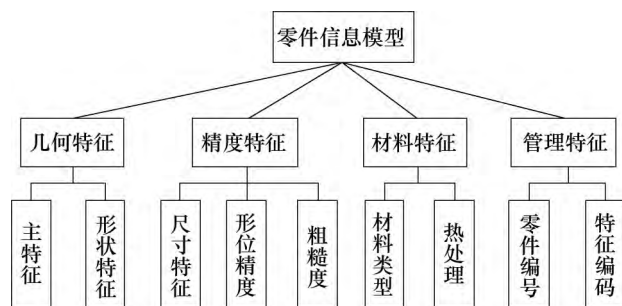 零件信息模型
几何特征
精度特征
材料特征
管理特征
主特征
形状特征
尺寸特征
形位精度
粗糙度
材料类型
热处理
零件编号
特征编码